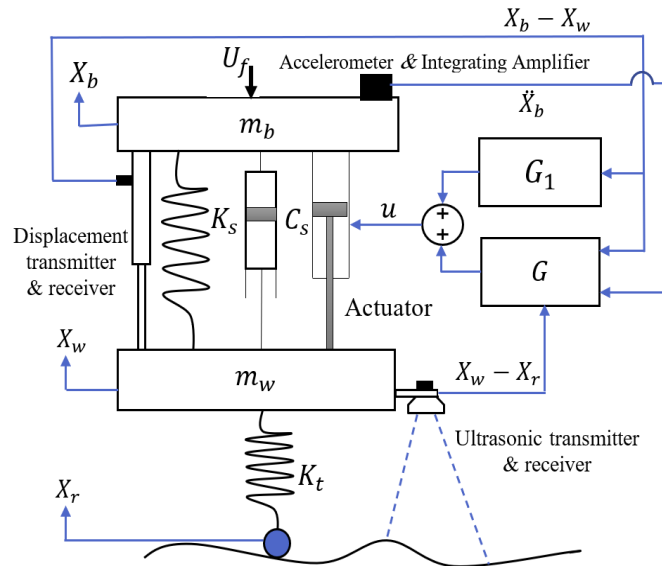 X_b − X_w
Accelerometer & Integrating Amplifier
Ẍ_b
U_f
X_b
m_b
G_1
K_s
C_s
u
+
+
G
Displacement
transmitter
& receiver
Actuator
X_w
m_w
X_w − X_r
Ultrasonic transmitter
& receiver
K_t
X_r